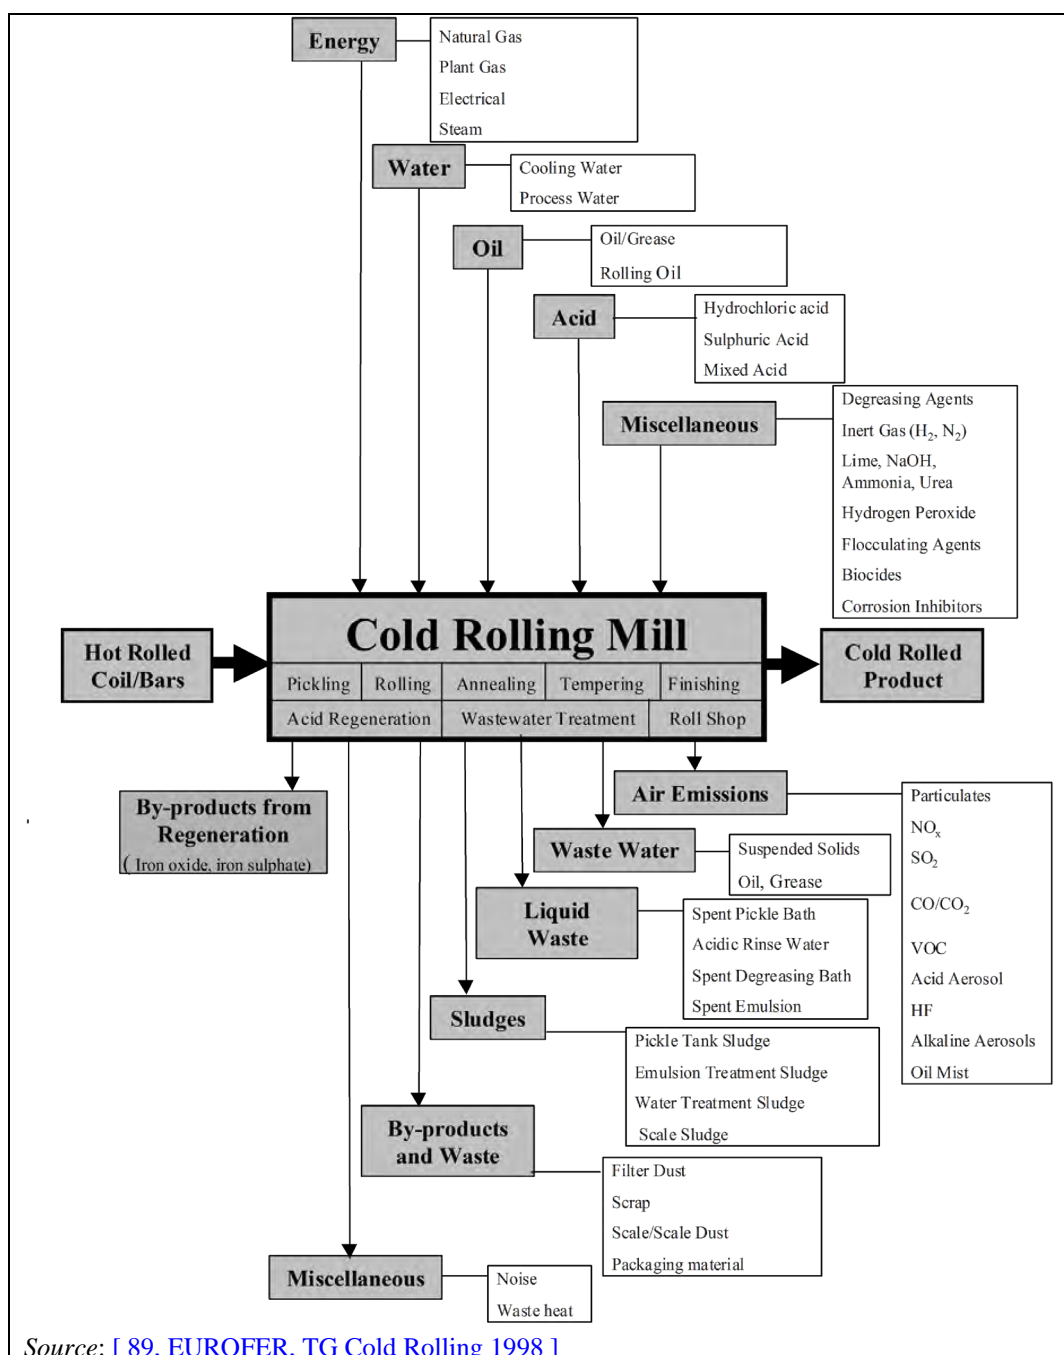 Energy
Natural Gas
Plant Gas
Electrical
Steam
Water
Cooling Water
Process Water
Oil
Oil/Grease
Rolling Oil
Acid
Hydrochloric acid
Sulphuric Acid
Mixed Acid
Miscellaneous
Degreasing Agents
Inert Gas (H₂, N₂)
Lime, NaOH,
Ammonia, Urea
Hydrogen Peroxide
Flocculating Agents
Biocides
Corrosion Inhibitors
Hot Rolled
Coil/Bars
Cold Rolling Mill
Pickling Rolling Annealing Tempering Finishing
Acid Regeneration Wastewater Treatment Roll Shop
Cold Rolled
Product
By-products from
Regeneration
( Iron oxide, iron sulphate)
Air Emissions
Particulates
NOₓ
SO₂
CO/CO₂
VOC
Acid Aerosol
HF
Alkaline Aerosols
Oil Mist
Waste Water
Suspended Solids
Oil, Grease
Liquid
Waste
Spent Pickle Bath
Acidic Rinse Water
Spent Degreasing Bath
Spent Emulsion
Sludges
Pickle Tank Sludge
Emulsion Treatment Sludge
Water Treatment Sludge
Scale Sludge
By-products
and Waste
Filter Dust
Scrap
Scale/Scale Dust
Packaging material
Miscellaneous
Noise
Waste heat
Source: [ 89, EUROFER, TG Cold Rolling 1998 ]